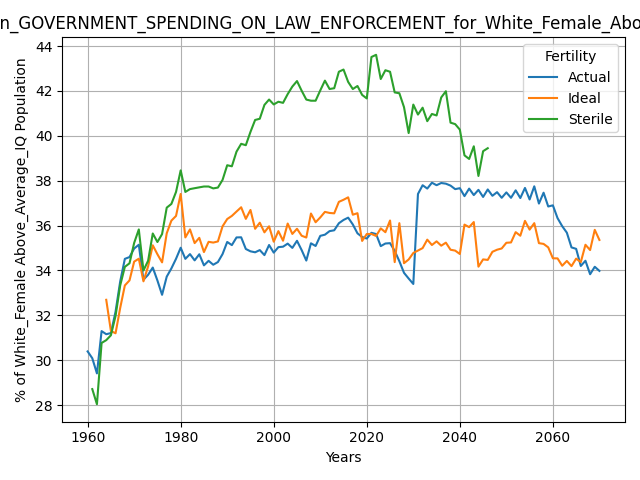 n_GOVERNMENT_SPENDING_ON_LAW_ENFORCEMENT_for_White_Female_Abo
% of White_Female Above_Average_IQ Population
44
42
40
38
36
34
32
30
28
Fertility
Actual
Ideal
Sterile
1960
1980
2000
2020
2040
2060
Years